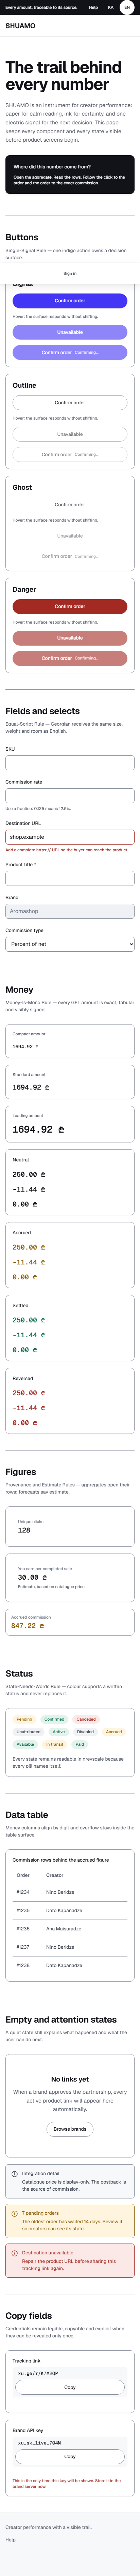 Every amount, traceable to its source.
Help
KA
EN
SHUAMO
The trail behind
every number
SHUAMO is an instrument for creator performance:
paper for calm reading, ink for certainty, and one
electric signal for the next decision. This page
keeps every component and every state visible
before product screens begin.
Where did this number come from?
Open the aggregate. Read the rows. Follow the click to the
order and the order to the exact commission.
Buttons
Single-Signal Rule — one indigo action owns a decision
surface.
Sign in
Confirm order
Hover: the surface responds without shifting.
Unavailable
Confirm order Confirming…
Outline
Confirm order
Hover: the surface responds without shifting.
Unavailable
Confirm order Confirming…
Ghost
Confirm order
Hover: the surface responds without shifting.
Unavailable
Confirm order Confirming…
Danger
Confirm order
Hover: the surface responds without shifting.
Unavailable
Confirm order Confirming…
Fields and selects
Equal-Script Rule — Georgian receives the same size,
weight and room as English.
SKU
Commission rate
Use a fraction: 0.125 means 12.5%.
Destination URL
shop.example
Add a complete https:// URL so the buyer can reach the product.
Product title *
Brand
Aromashop
Commission type
Percent of net
Money
Money-Is-Mono Rule — every GEL amount is exact, tabular
and visibly signed.
Compact amount
1694.92 ₾
Standard amount
1694.92 ₾
Leading amount
1694.92 ₾
Neutral
250.00 ₾
-11.44 ₾
0.00 ₾
Accrued
250.00 ₾
-11.44 ₾
0.00 ₾
Settled
250.00 ₾
-11.44 ₾
0.00 ₾
Reversed
250.00 ₾
-11.44 ₾
0.00 ₾
Figures
Provenance and Estimate Rules — aggregates open their
rows; forecasts say estimate.
Unique clicks
128
You earn per completed sale
30.00 ₾
Estimate; based on catalogue price
Accrued commission
847.22 ₾
Status
State-Needs-Words Rule — colour supports a written
status and never replaces it.
Pending
Confirmed
Cancelled
Unattributed
Active
Disabled
Accrued
Available
In transit
Paid
Every state remains readable in greyscale because
every pill names itself.
Data table
Money columns align by digit and overflow stays inside the
table surface.
Commission rows behind the accrued figure
Order Creator
#1234 Nino Beridze
#1235 Dato Kapanadze
#1236 Ana Maisuradze
#1237 Nino Beridze
#1238 Dato Kapanadze
Empty and attention states
A quiet state still explains what happened and what the
user can do next.
No links yet
When a brand approves the partnership, every
active product link will appear here
automatically.
Browse brands
Integration detail
Catalogue price is display-only. The postback is
the source of commission.
7 pending orders
The oldest order has waited 14 days. Review it
so creators can see its state.
Destination unavailable
Repair the product URL before sharing this
tracking link again.
Copy fields
Credentials remain legible, copyable and explicit when
they can be revealed only once.
Tracking link
xu.ge/r/K7M2QP
Copy
Brand API key
xu_sk_live_7Q4M
Copy
This is the only time this key will be shown. Store it in the
brand server now.
Creator performance with a visible trail.
Help